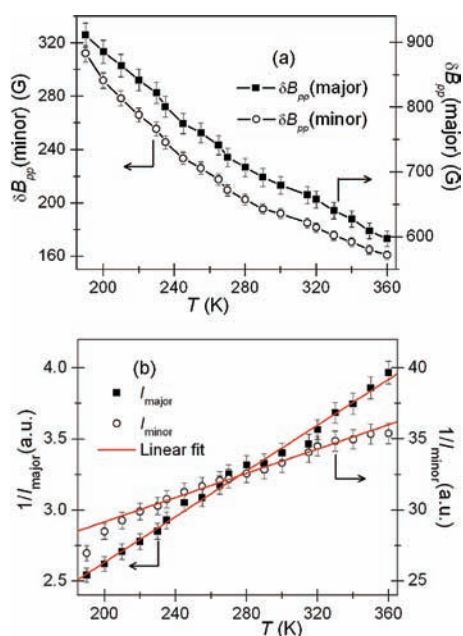 (a)
δB_pp(major)
δB_pp(minor)
δB_pp(minor) (G)
320
280
240
200
160
δB_pp(major) (G)
900
800
700
600
200 240 280 320 360
T (K)
(b)
I_major
I_minor
Linear fit
1/I_major(a.u.)
4.0
3.5
3.0
2.5
1/I_minor(a.u.)
40
35
30
25
200 240 280 320 360
T (K)